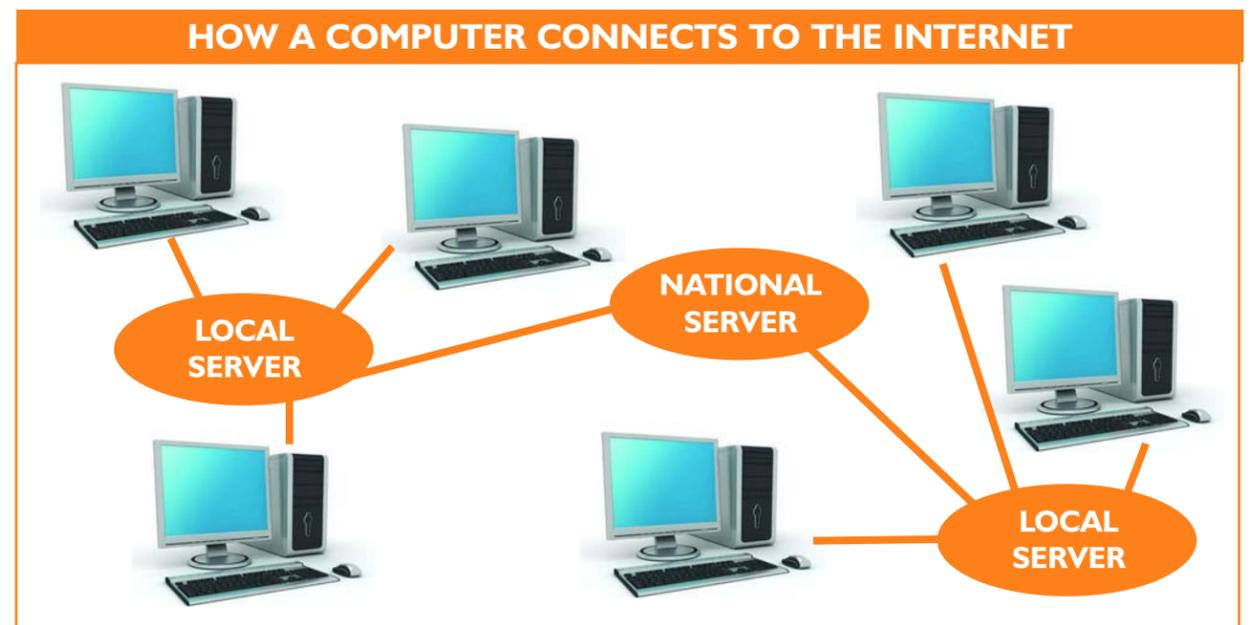 HOW A COMPUTER CONNECTS TO THE INTERNET
NATIONAL
SERVER
LOCAL
SERVER
LOCAL
SERVER